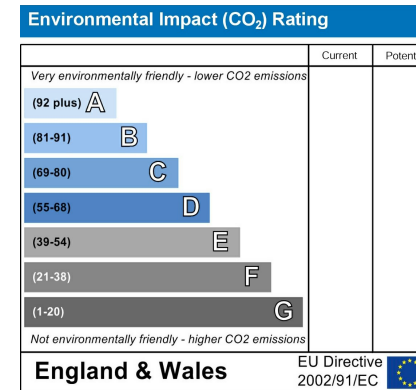 Environmental Impact (CO₂) Rating
Current Potent
Very environmentally friendly - lower CO2 emissions
(92 plus) A
(81-91) B
(69-80) C
(55-68) D
(39-54) E
(21-38) F
(1-20) G
Not environmentally friendly - higher CO2 emissions
England & Wales
EU Directive
2002/91/EC